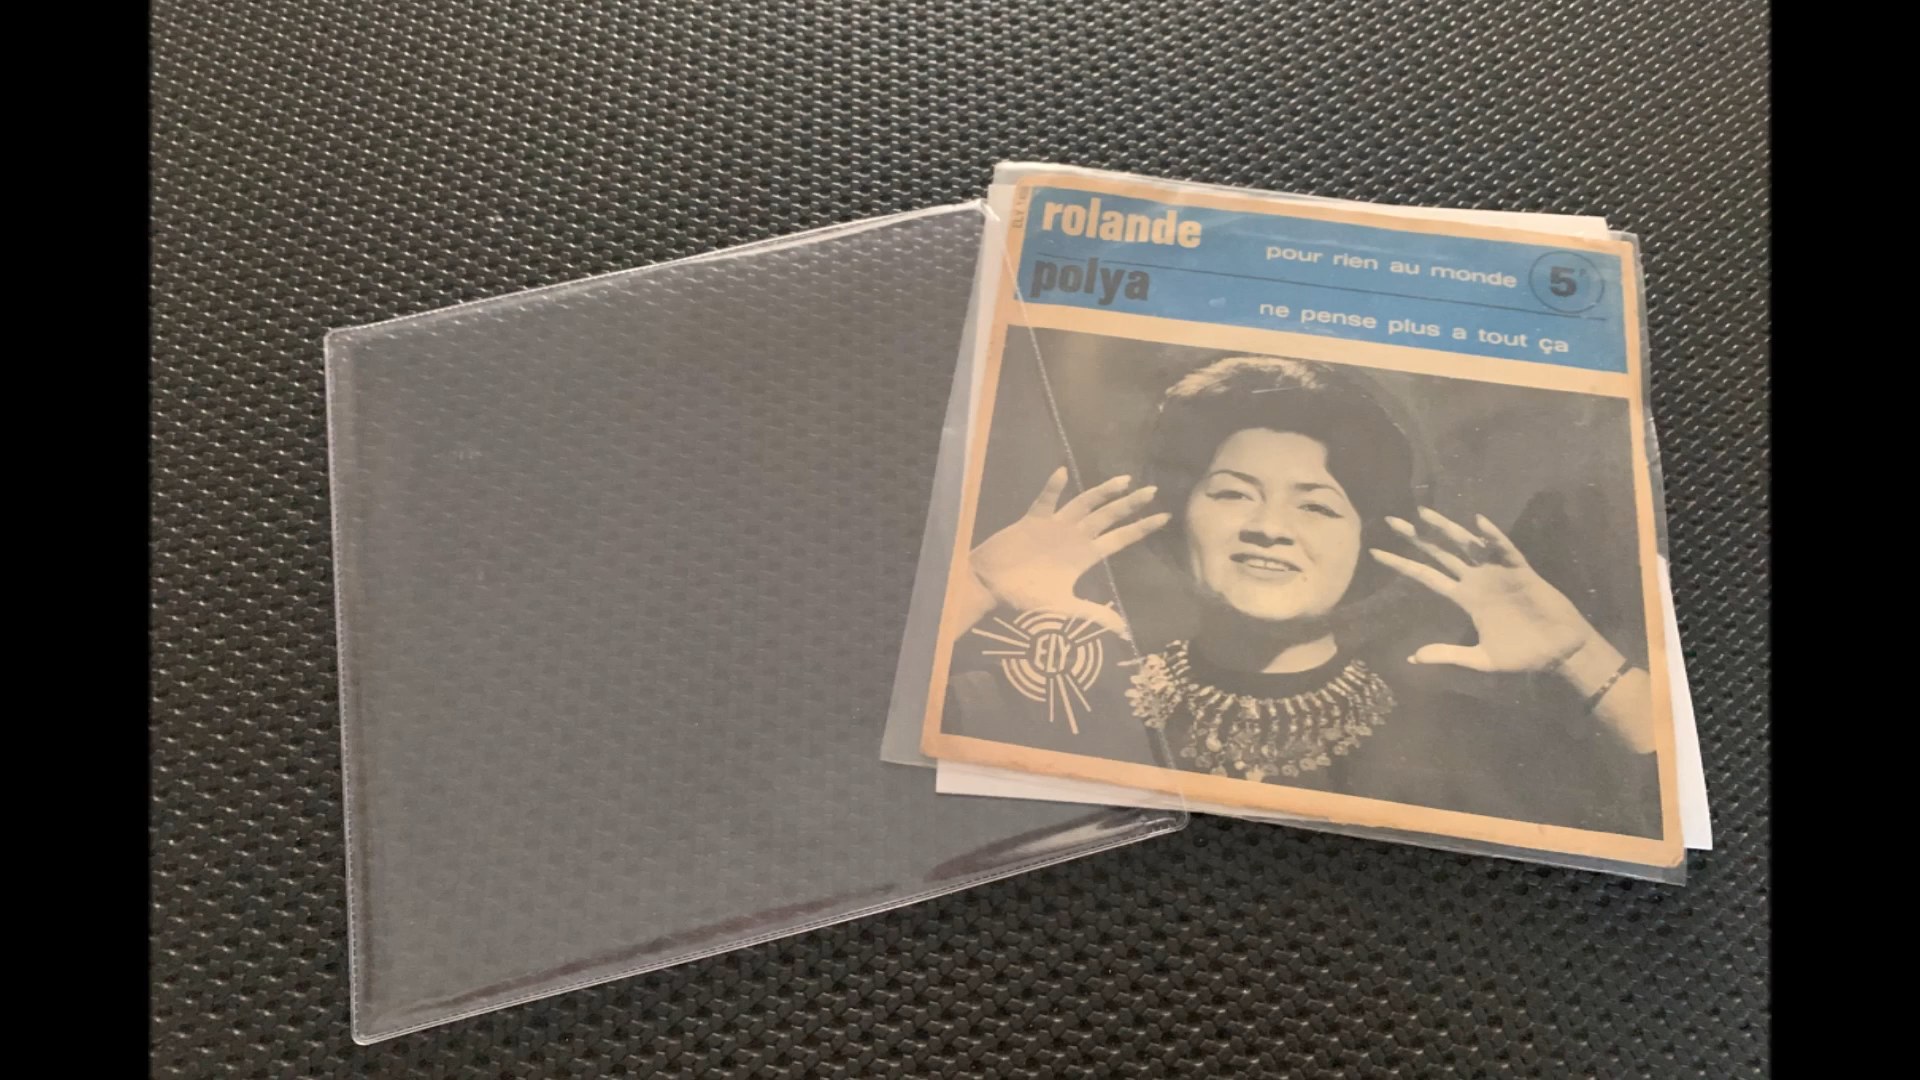 rolande
polya
pour rien au monde
5'
ne pense plus a tout ça
ELY